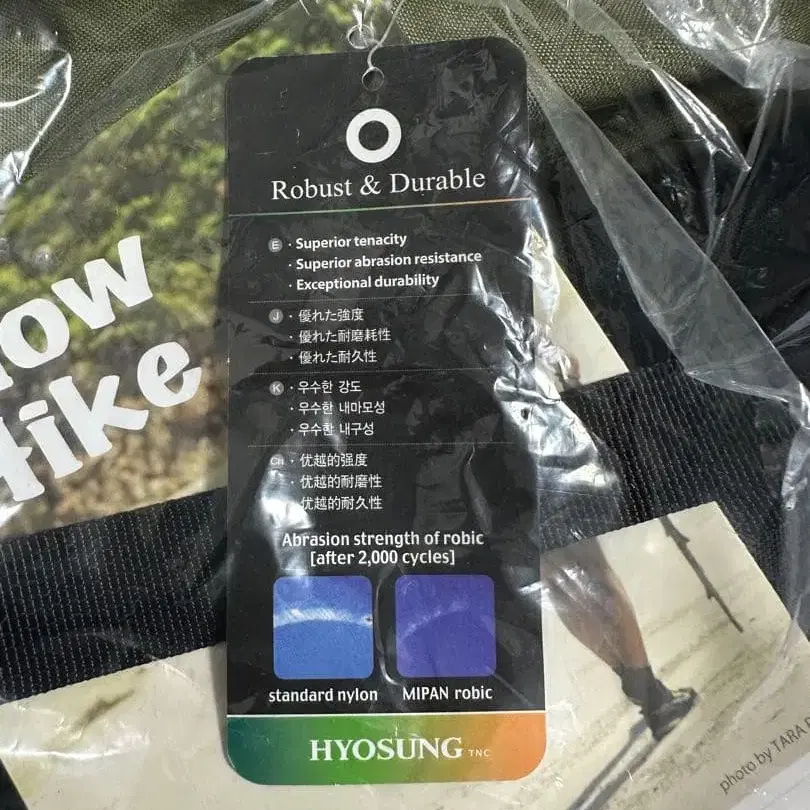 Robust & Durable
E · Superior tenacity
· Superior abrasion resistance
· Exceptional durability
J · 優れた強度
· 優れた耐磨耗性
· 優れた耐久性
K · 우수한 강도
· 우수한 내마모성
· 우수한 내구성
CH · 优越的强度
· 优越的耐磨性
优越的耐久性
Abrasion strength of robic
[after 2,000 cycles]
standard nylon MIPAN robic
HYOSUNG TNC
ow
like
photo by TARA